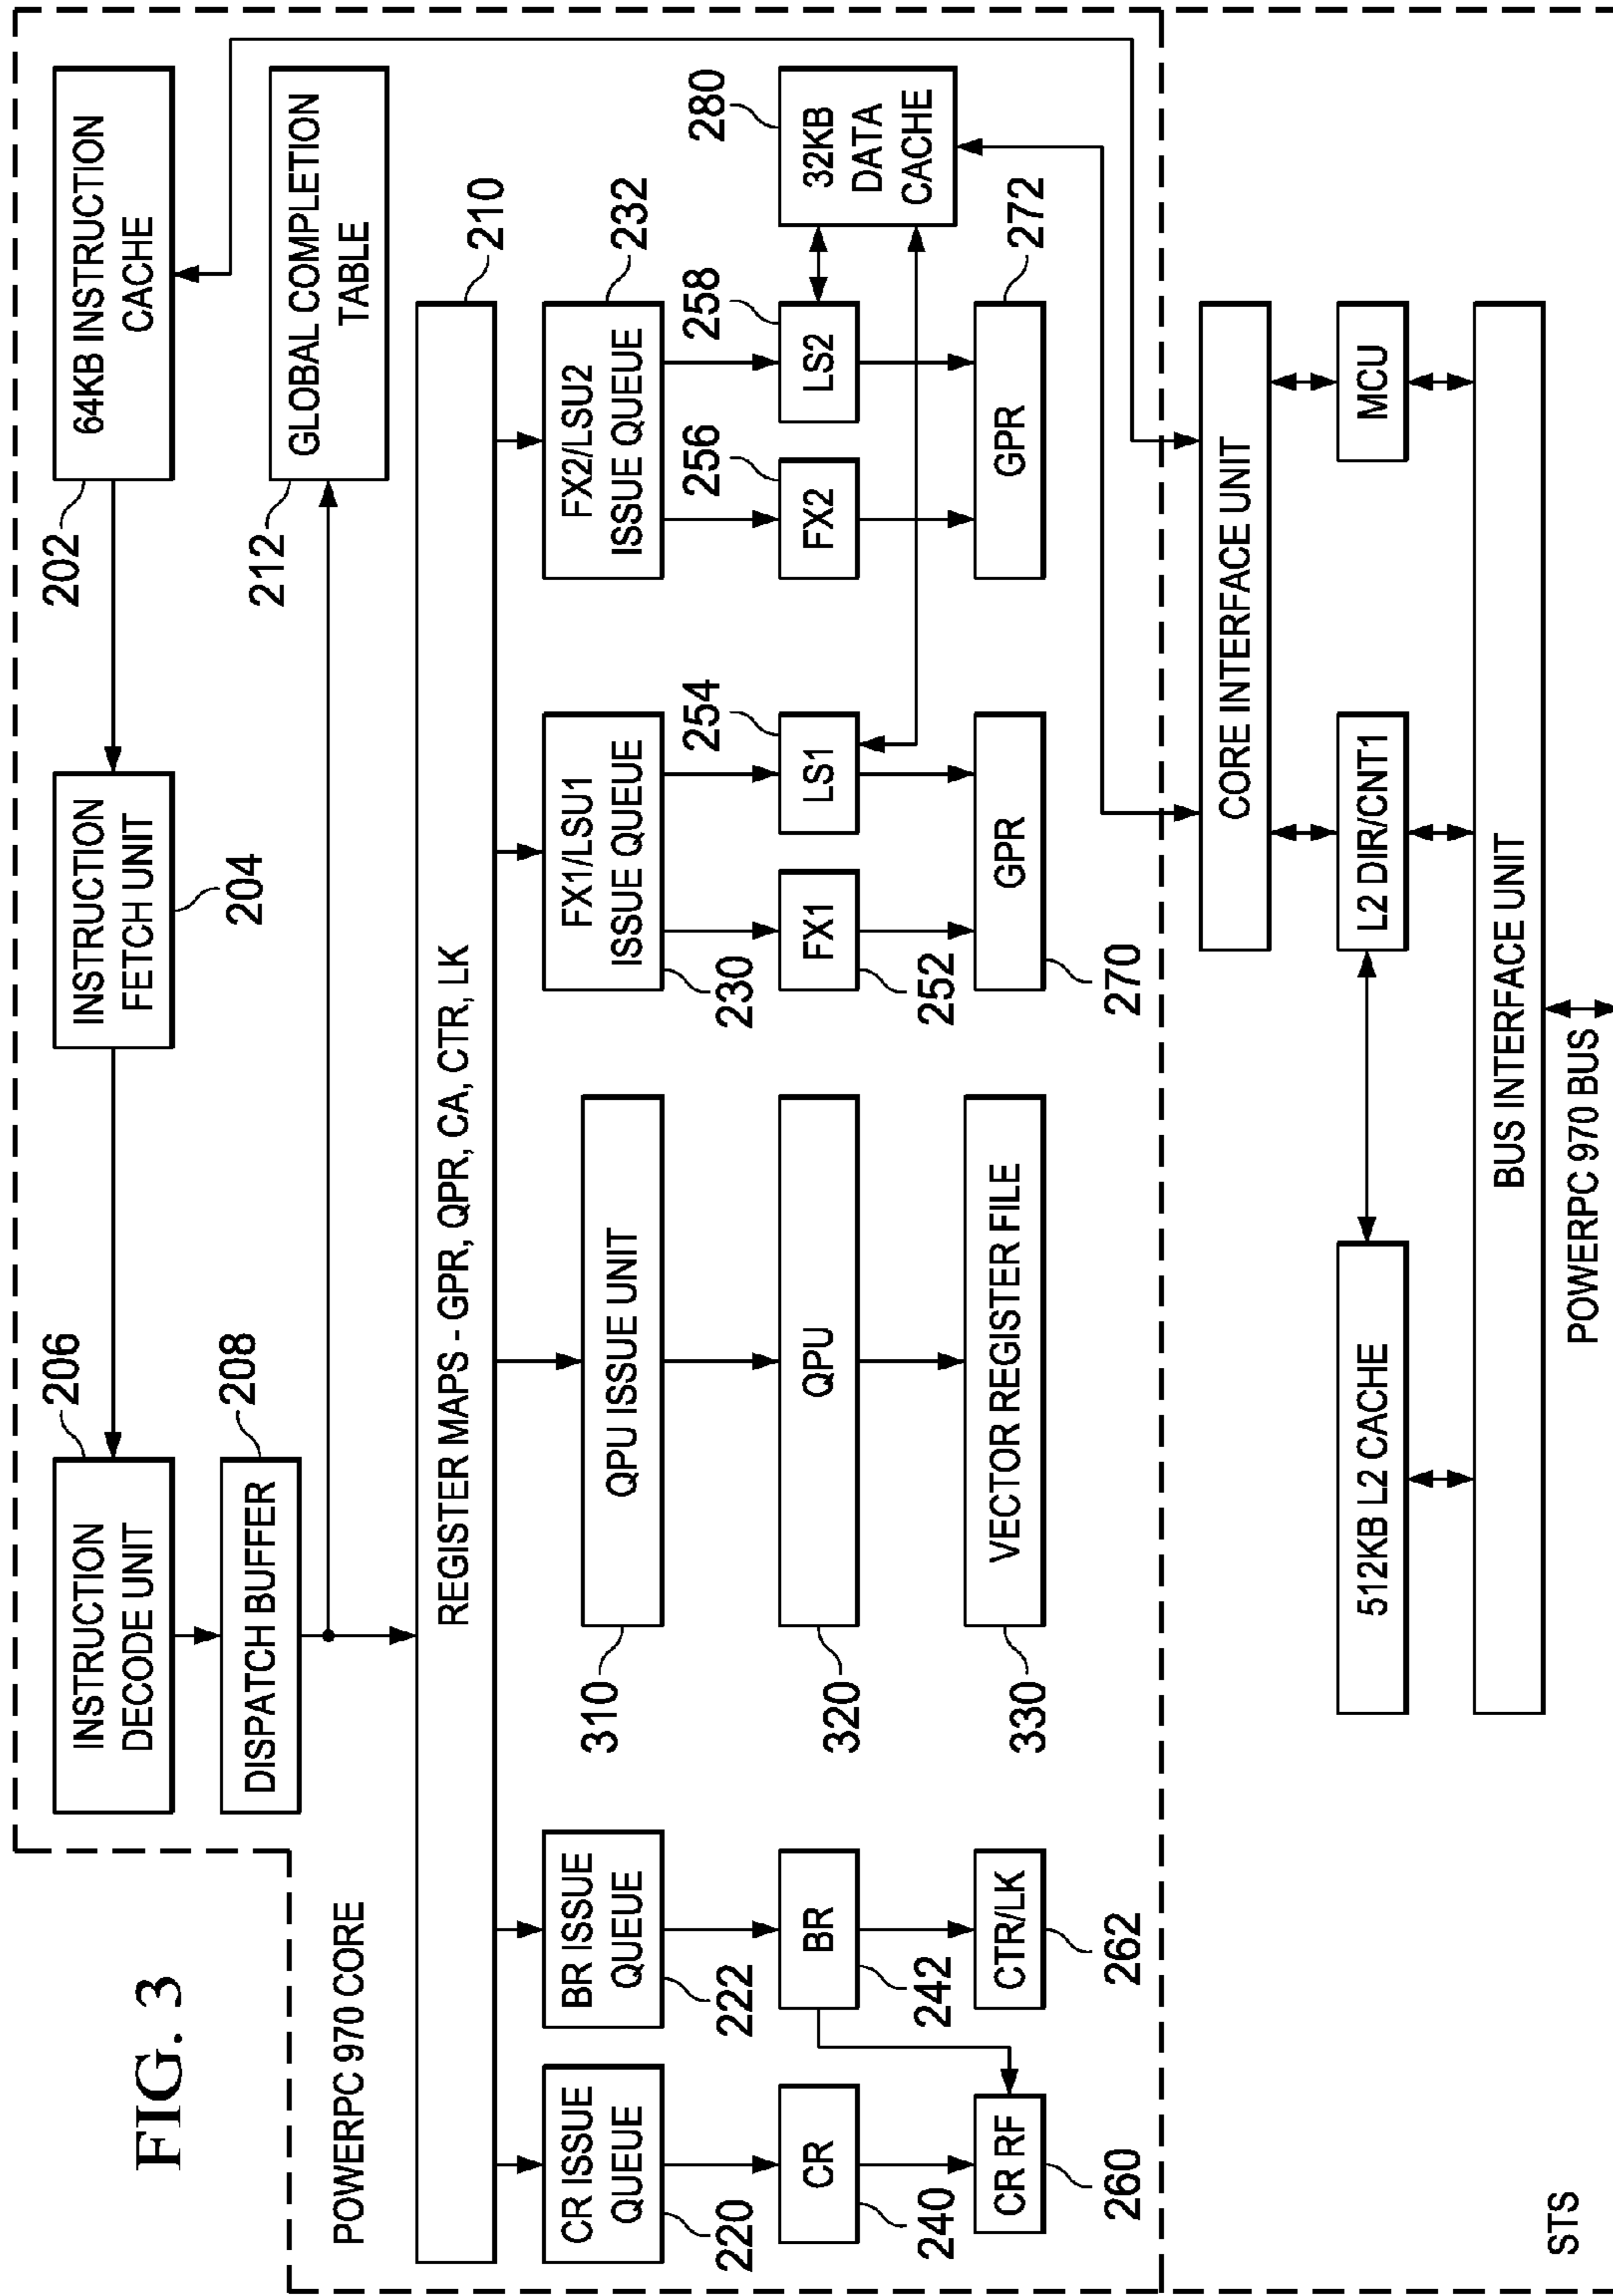 FIG. 3
POWERPC 970 CORE
206
INSTRUCTION
DECODE UNIT
204
INSTRUCTION
FETCH UNIT
202
64KB INSTRUCTION
CACHE
208
DISPATCH BUFFER
212
GLOBAL COMPLETION
TABLE
210
REGISTER MAPS - GPR, QPR, CA, CTR, LK
CR ISSUE
QUEUE
220
BR ISSUE
QUEUE
222
310
QPU ISSUE UNIT
FX1/LSU1
ISSUE QUEUE
230
FX2/LSU2
ISSUE QUEUE
232
CR
240
BR
242
320
QPU
FX1
252
LS1
254
FX2
256
LS2
258
32KB
DATA
CACHE
280
CR RF
260
CTR/LK
262
330
VECTOR REGISTER FILE
GPR
270
GPR
272
CORE INTERFACE UNIT
512KB L2 CACHE
L2 DIR/CNT1
MCU
BUS INTERFACE UNIT
POWERPC 970 BUS
STS